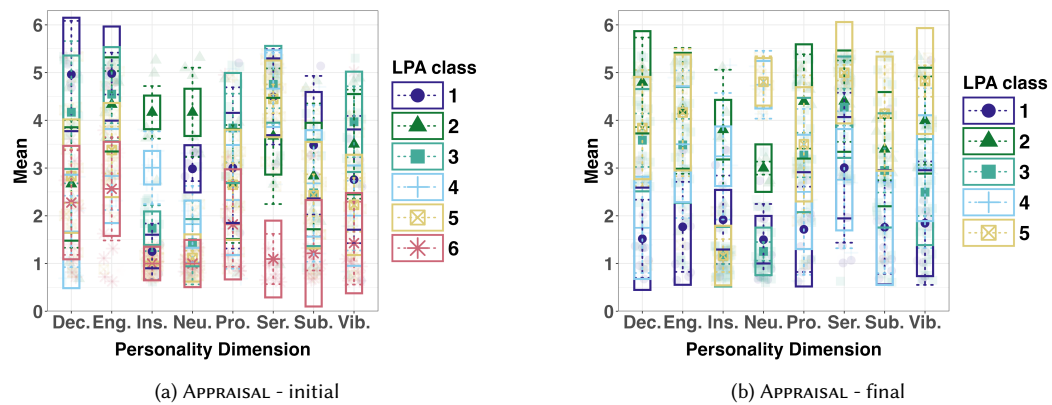 6
5
4
3
2
1
0
Mean
Dec. Eng. Ins. Neu. Pro. Ser. Sub. Vib.
Personality Dimension
LPA class
1
2
3
4
5
6
(a) Appraisal - initial
6
5
4
3
2
1
0
Mean
Dec. Eng. Ins. Neu. Pro. Ser. Sub. Vib.
Personality Dimension
LPA class
1
2
3
4
5
(b) Appraisal - final